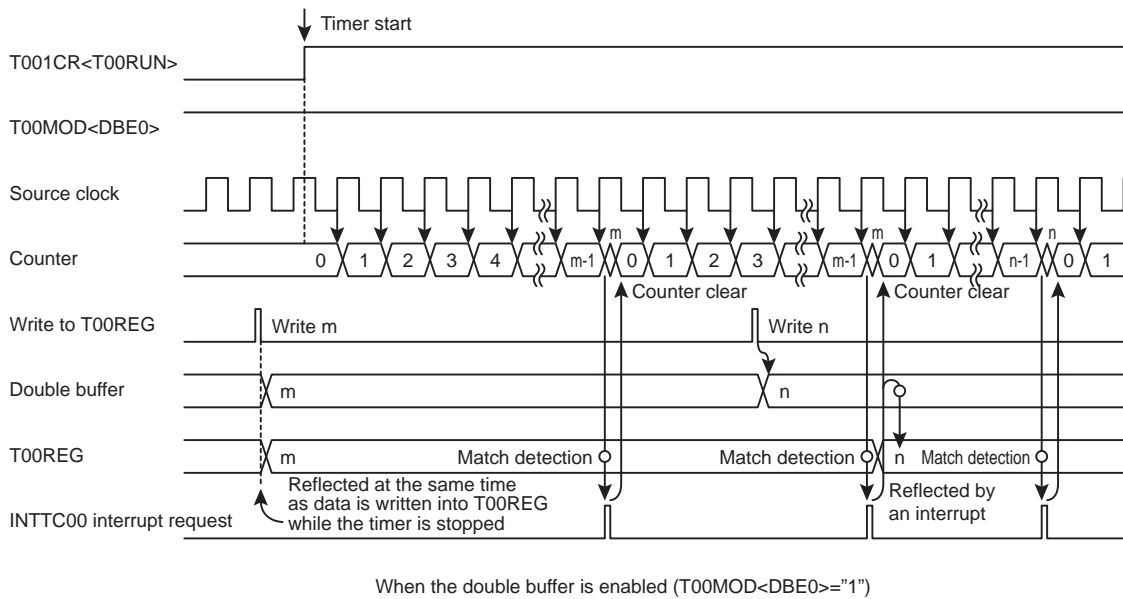 Timer start
T001CR<T00RUN>
T00MOD<DBE0>
Source clock
m m n
Counter 0 1 2 3 4 m-1 0 1 2 3 m-1 0 1 n-1 0 1
Counter clear Counter clear
Write to T00REG Write m Write n
Double buffer m n
T00REG m Match detection Match detection n Match detection
Reflected at the same time
as data is written into T00REG
while the timer is stopped
Reflected by
an interrupt
INTTC00 interrupt request
When the double buffer is enabled (T00MOD<DBE0>=”1”)